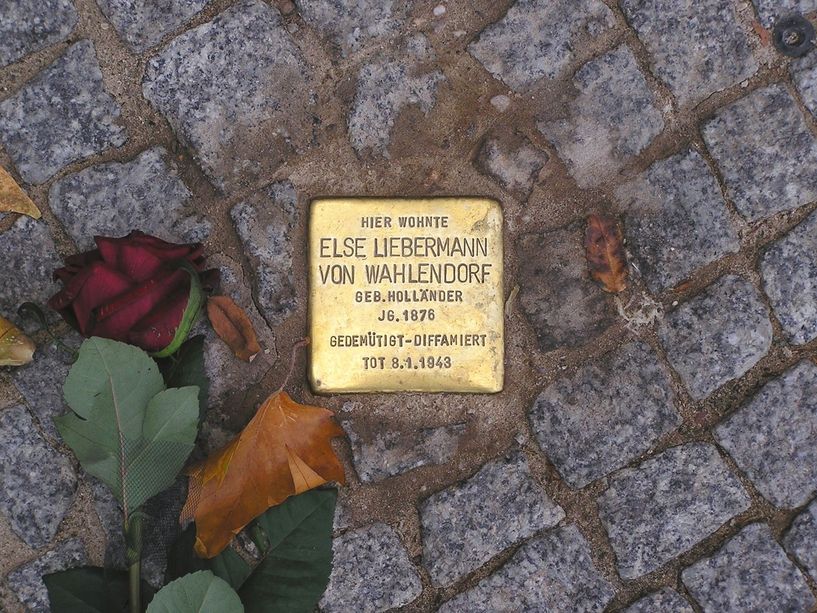 HIER WOHNTE
ELSE LIEBERMANN
VON WAHLENDORF
GEB. HOLLÄNDER
JG. 1876
GEDEMÜTIGT-DIFFAMIERT
TOT 8.1.1943